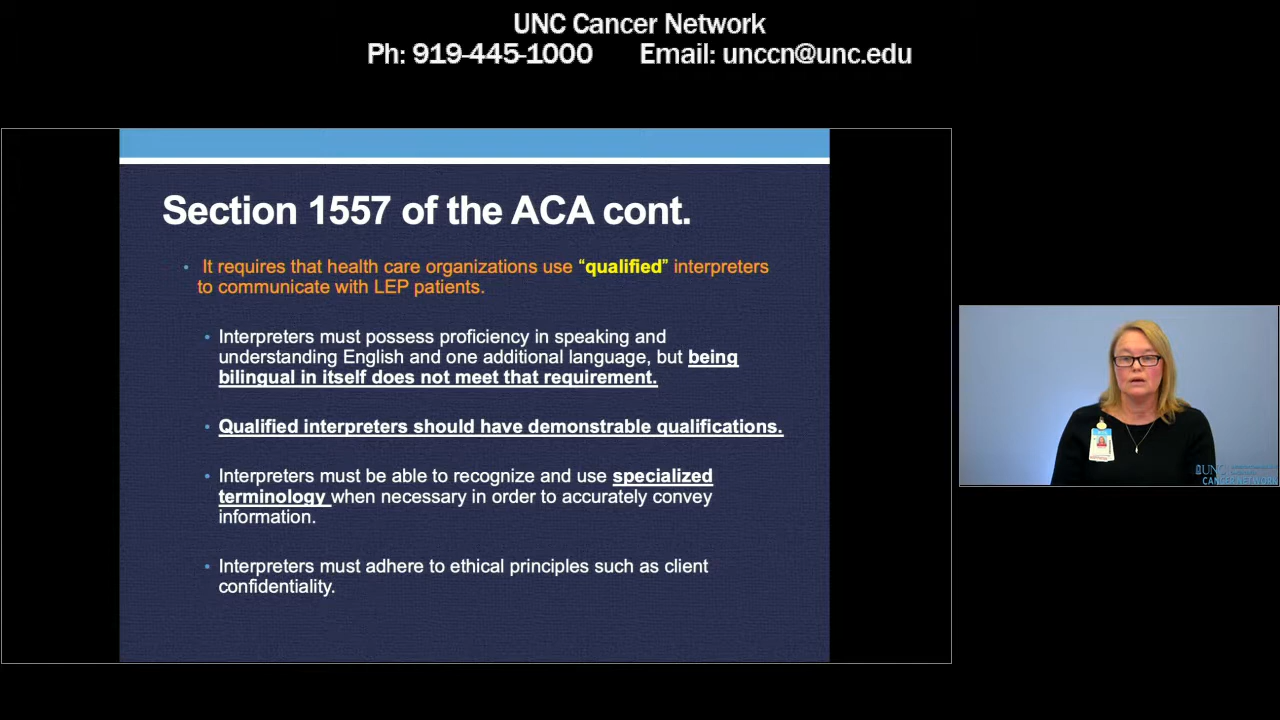 UNC Cancer Network
Ph: 919-445-1000 Email: unccn@unc.edu
Section 1557 of the ACA cont.
• It requires that health care organizations use “qualified” interpreters
to communicate with LEP patients.
• Interpreters must possess proficiency in speaking and
understanding English and one additional language, but being
bilingual in itself does not meet that requirement.
• Qualified interpreters should have demonstrable qualifications.
• Interpreters must be able to recognize and use specialized
terminology when necessary in order to accurately convey
information.
• Interpreters must adhere to ethical principles such as client
confidentiality.
UNC
CANCER NETWORK